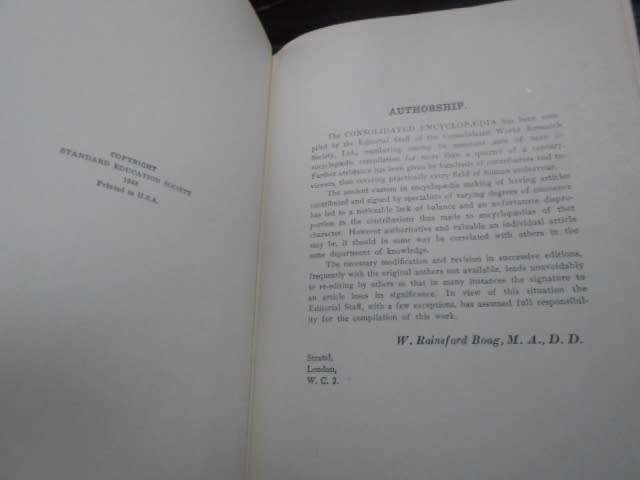 COPYRIGHT
STANDARD EDUCATION SOCIETY
Printed in U.S.A.
AUTHORSHIP.
The CONSOLIDATED ENCYCLOPÆDIA has been com-
piled by the Editorial Staff of the Consolidated World Research
Society, Ltd., numbering among its members men of
encyclopædic compilation for more than a quarter of a century.
Further assistance has been given by hundreds of contributors and re-
viewers, thus covering practically every field of human endeavour.
The ancient custom in encyclopædia making of having articles
contributed and signed by specialists of varying degrees of eminence
has led to a noticeable lack of balance and an unfortunate dispro-
portion in the contributions thus made to encyclopædias of that
character. However authoritative and valuable an individual article
may be, it should in some way be correlated with others in the
same department of knowledge.
The necessary modification and revision in successive editions,
frequently with the original authors not available, leads unavoidably
to re-editing by others so that in many instances the signature to
an article loses its significance. In view of this situation the
Editorial Staff, with a few exceptions, has assumed full responsibil-
ity for the compilation of this work.
W. Rainsford Boag, M. A., D. D.
Strand,
London,
W. C. 2.